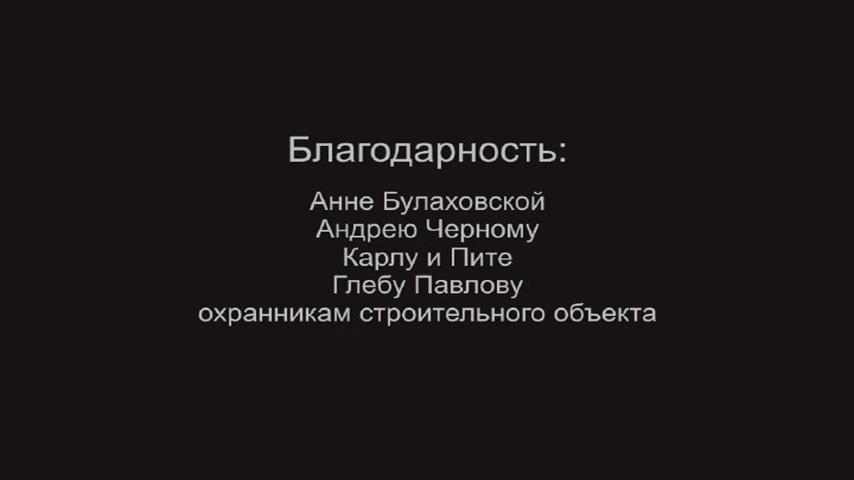 Благодарность:
Анне Булаховской
Андрею Черному
Карлу и Пите
Глебу Павлову
охранникам строительного объекта